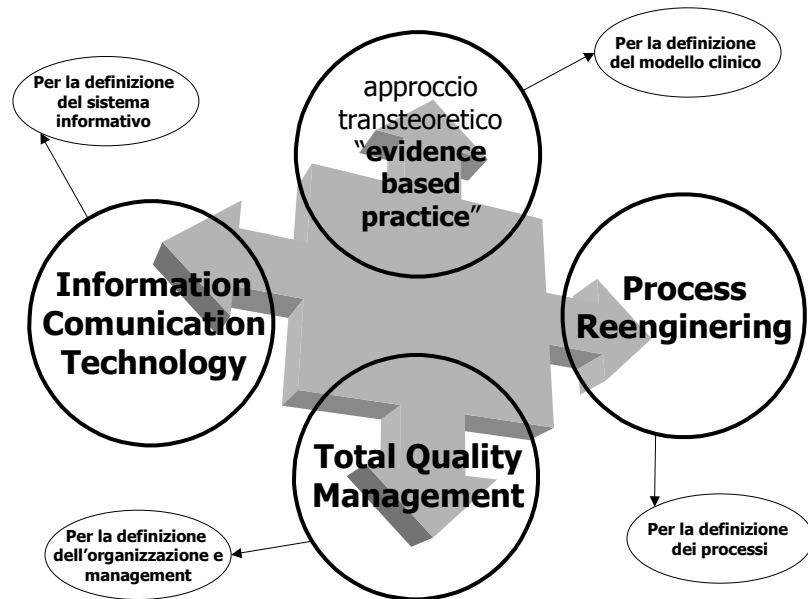 Per la definizione
del modello clinico
approccio
transteoretico
“evidence
based
practice”
Per la definizione
del sistema
informativo
Information
Comunication
Technology
Process
Reenginering
Total Quality
Management
Per la definizione
dell’organizzazione e
management
Per la definizione
dei processi